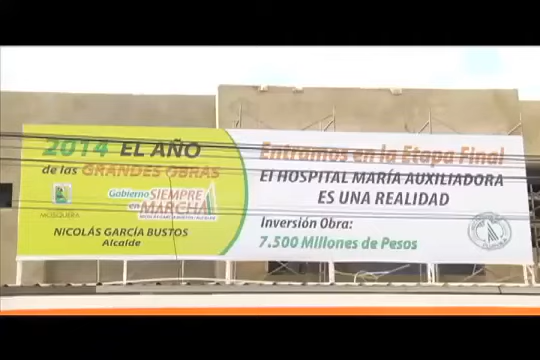 2014 EL AÑO
de las GRANDES OBRAS
MOSQUERA
Gobierno SIEMPRE
en MARCHA
NICOLÁS GARCÍA BUSTOS
Alcalde
Entramos en la Etapa Final
El HOSPITAL MARÍA AUXILIADORA
ES UNA REALIDAD
Inversión Obra:
7.500 Millones de Pesos